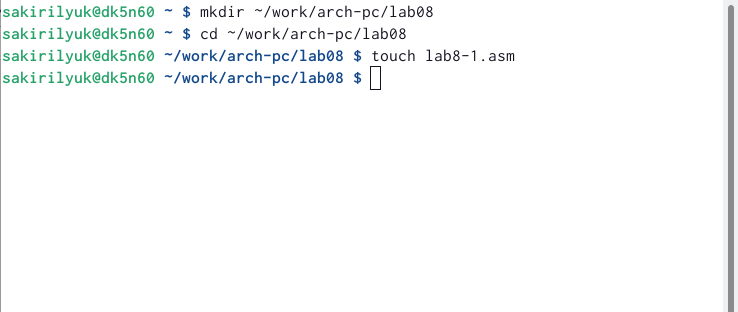 sakirilyuk@dk5n60 ~ $ mkdir ~/work/arch-pc/lab08
sakirilyuk@dk5n60 ~ $ cd ~/work/arch-pc/lab08
sakirilyuk@dk5n60 ~/work/arch-pc/lab08 $ touch lab8-1.asm
sakirilyuk@dk5n60 ~/work/arch-pc/lab08 $